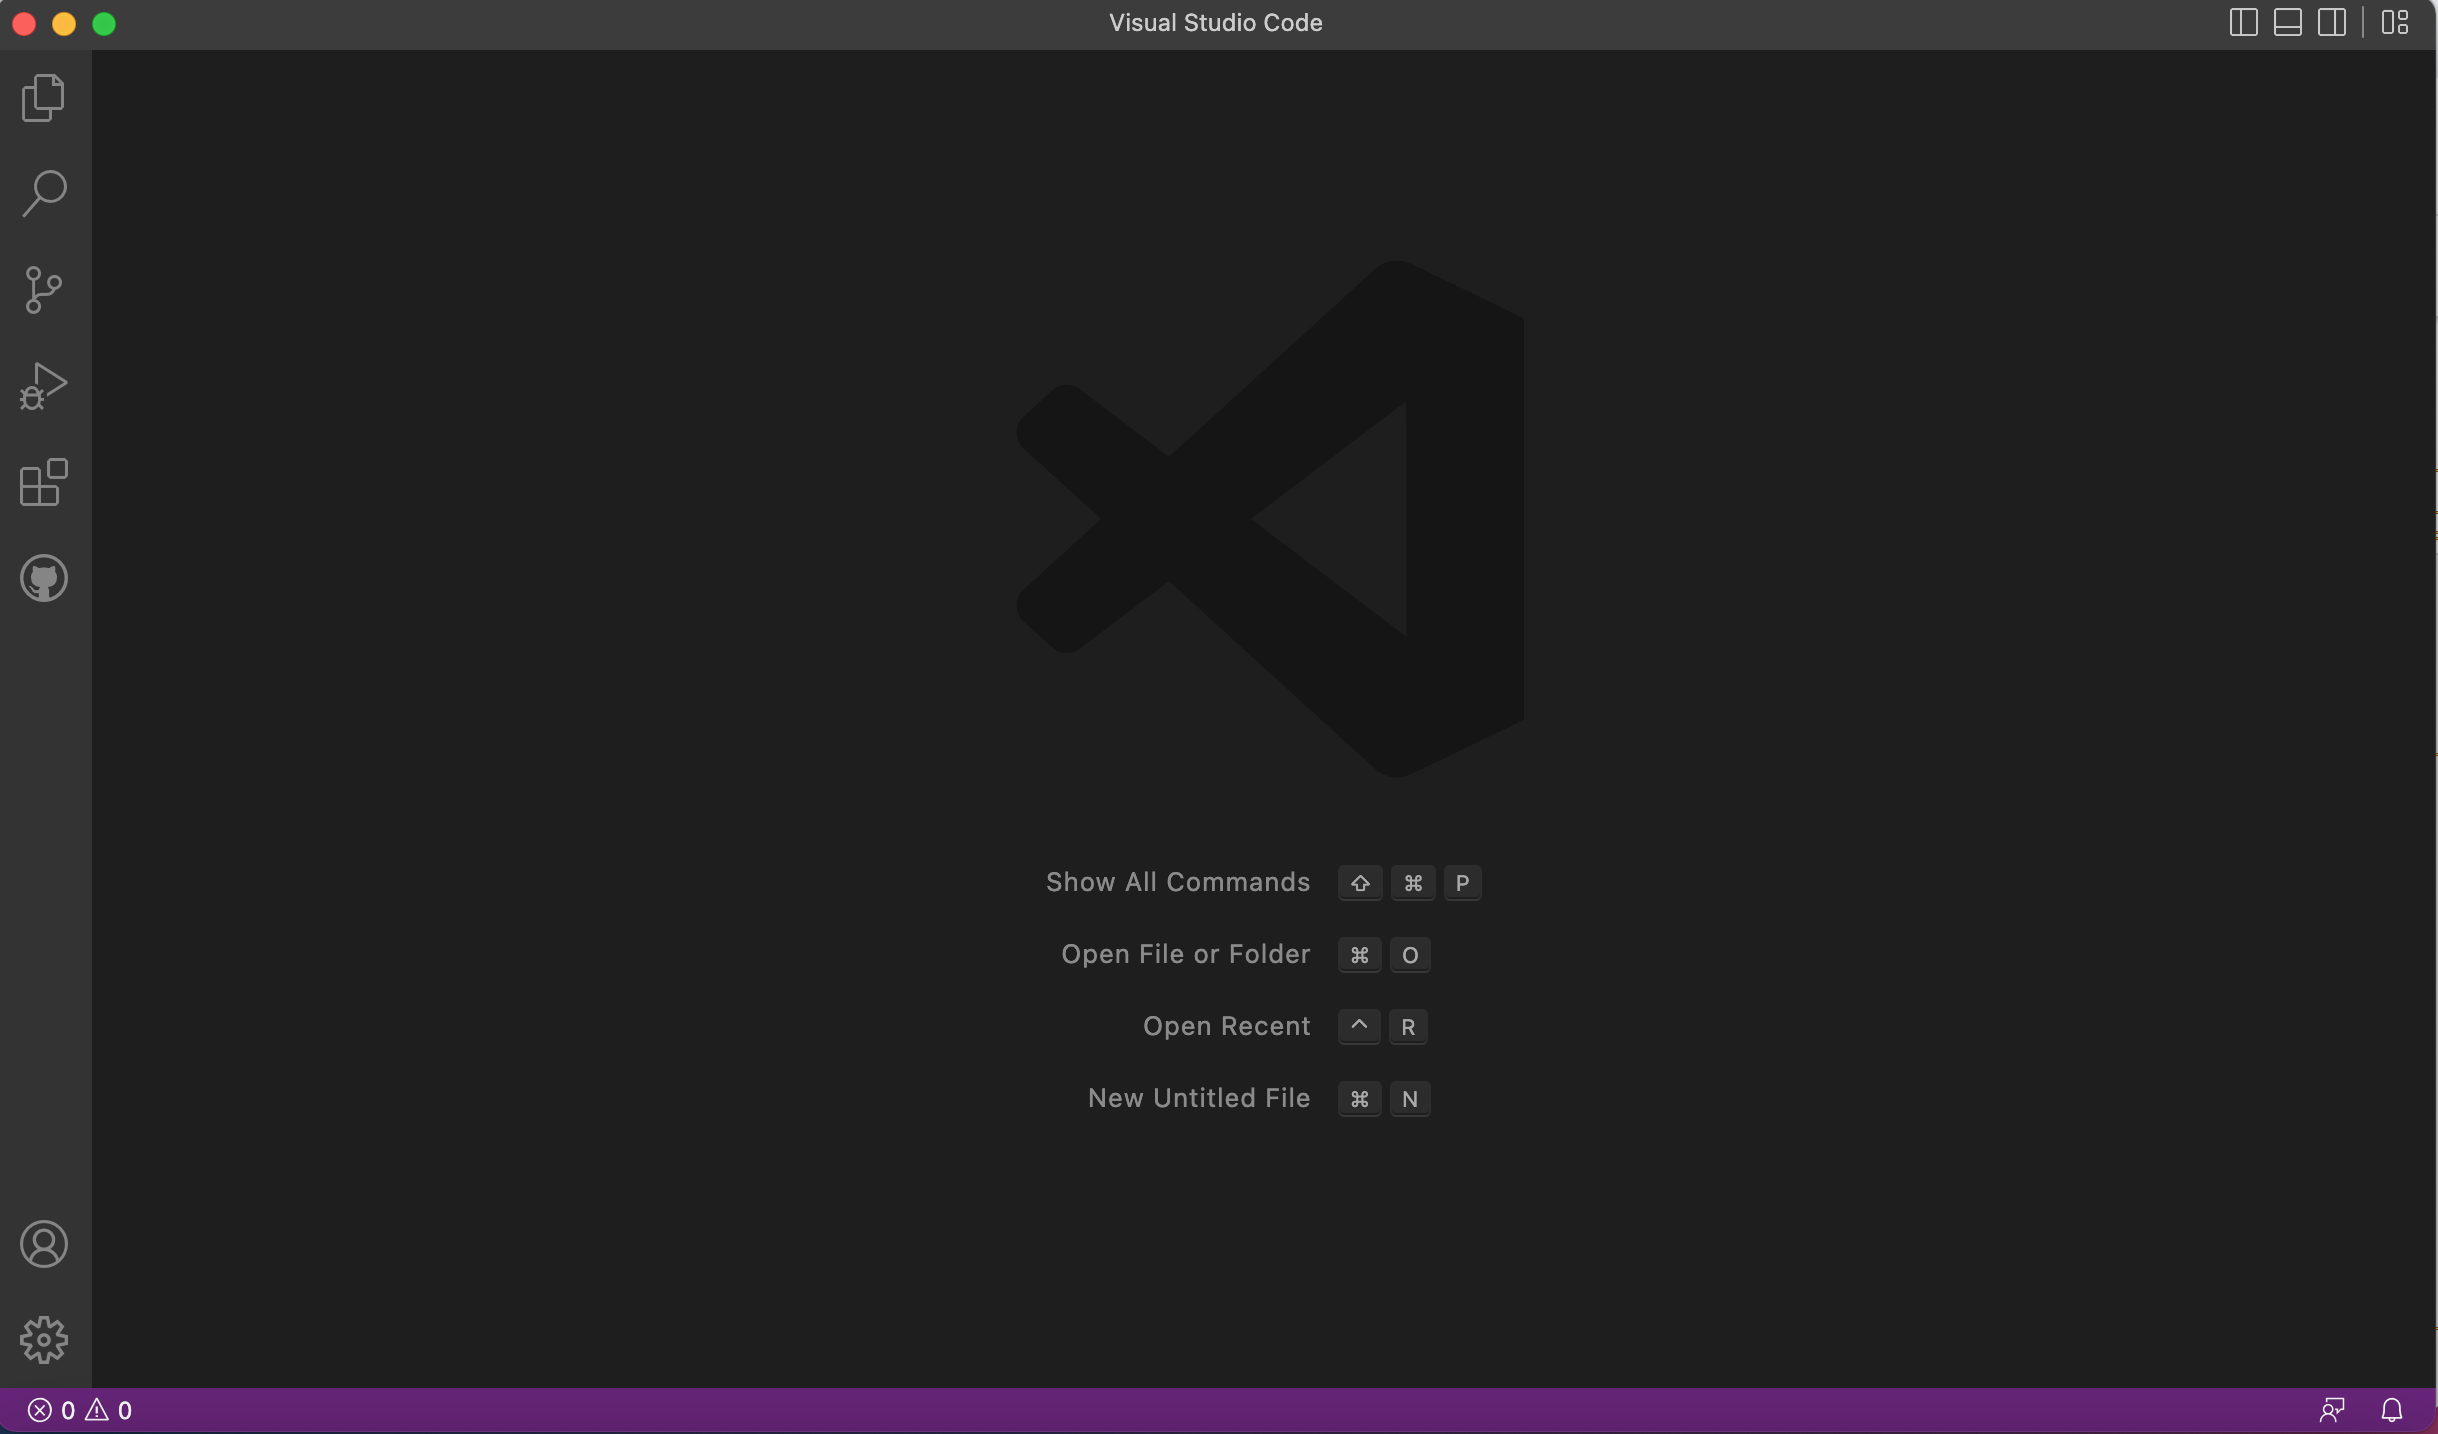 Visual Studio Code
Show All Commands ⇧ ⌘ P
Open File or Folder ⌘ O
Open Recent ^ R
New Untitled File ⌘ N
0 0